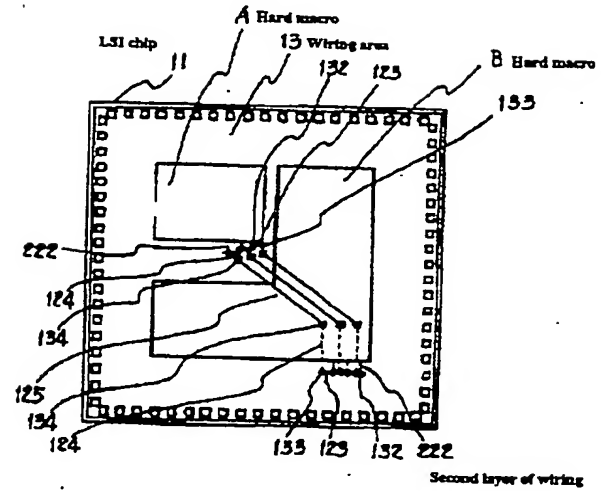 A Hard macro
LSI chip
13 Wiring area
11
132
123
B Hard macro
133
222
124
134
125
134
124
133
123
132
222
Second layer of wiring